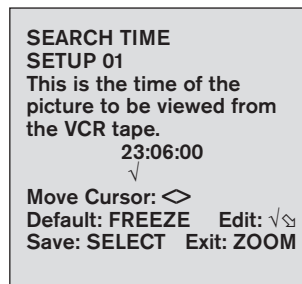 SEARCH TIME
SETUP 01
This is the time of the
picture to be viewed from
the VCR tape.
23:06:00
√
Move Cursor: <>
Default: FREEZE Edit: √⇘
Save: SELECT Exit: ZOOM